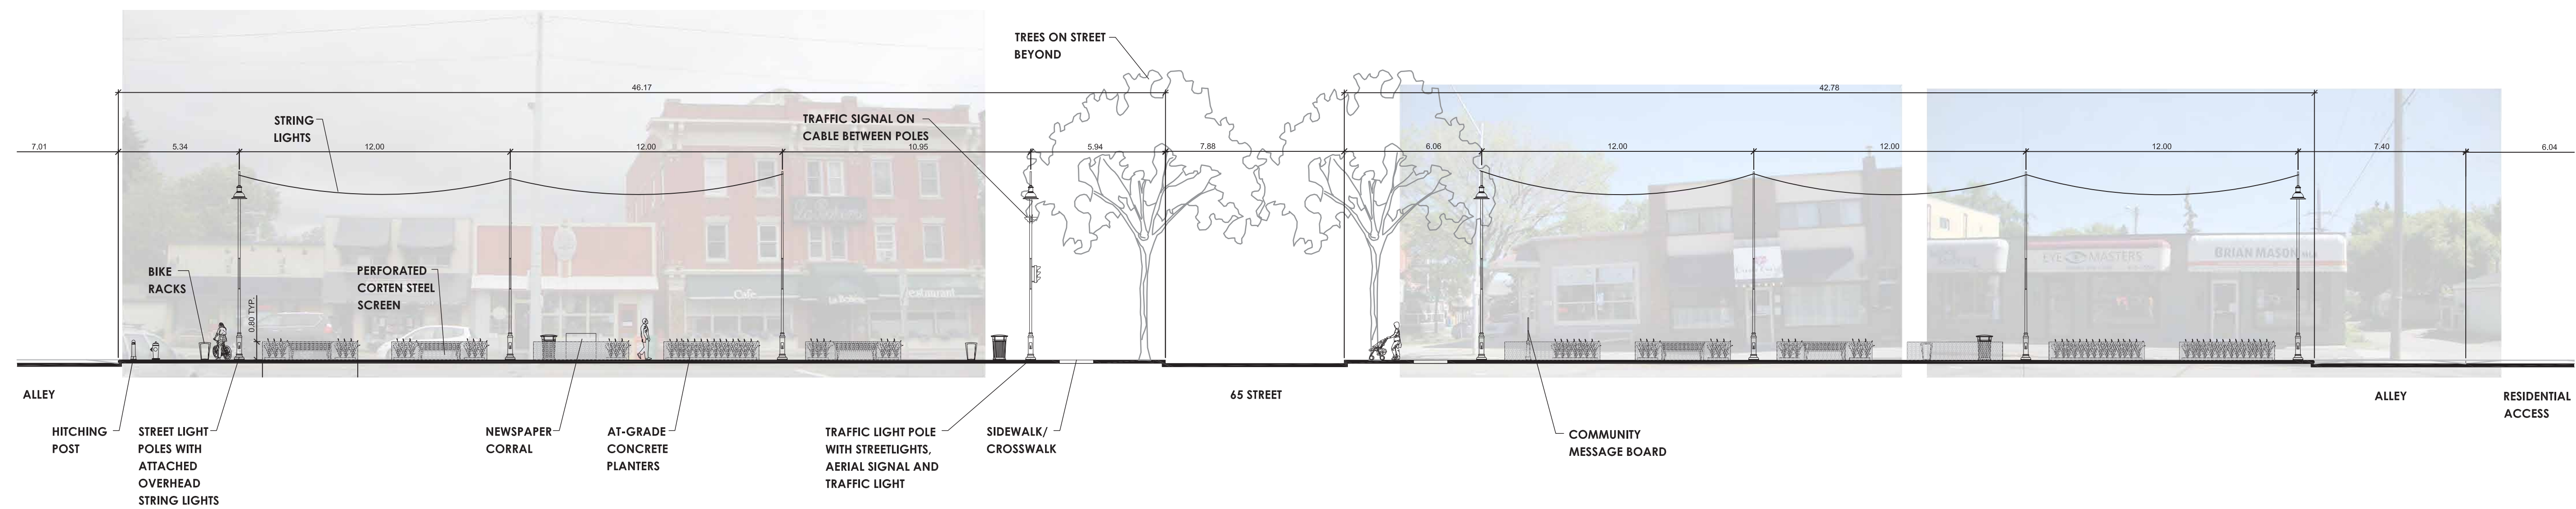 TREES ON STREET
BEYOND
46.17
42.78
STRING
LIGHTS
TRAFFIC SIGNAL ON
CABLE BETWEEN POLES
7.01
5.34
12.00
12.00
10.95
5.94
7.88
6.06
12.00
12.00
12.00
7.40
6.04
BIKE
RACKS
PERFORATED
CORTEN STEEL
SCREEN
0.80 TYP.
La Boheme
Cafe
La Boheme
Restaurant
EYE MASTERS
BRIAN MASON
ALLEY
65 STREET
ALLEY
RESIDENTIAL
ACCESS
HITCHING
POST
STREET LIGHT
POLES WITH
ATTACHED
OVERHEAD
STRING LIGHTS
NEWSPAPER
CORRAL
AT-GRADE
CONCRETE
PLANTERS
TRAFFIC LIGHT POLE
WITH STREETLIGHTS,
AERIAL SIGNAL AND
TRAFFIC LIGHT
SIDEWALK/
CROSSWALK
COMMUNITY
MESSAGE BOARD